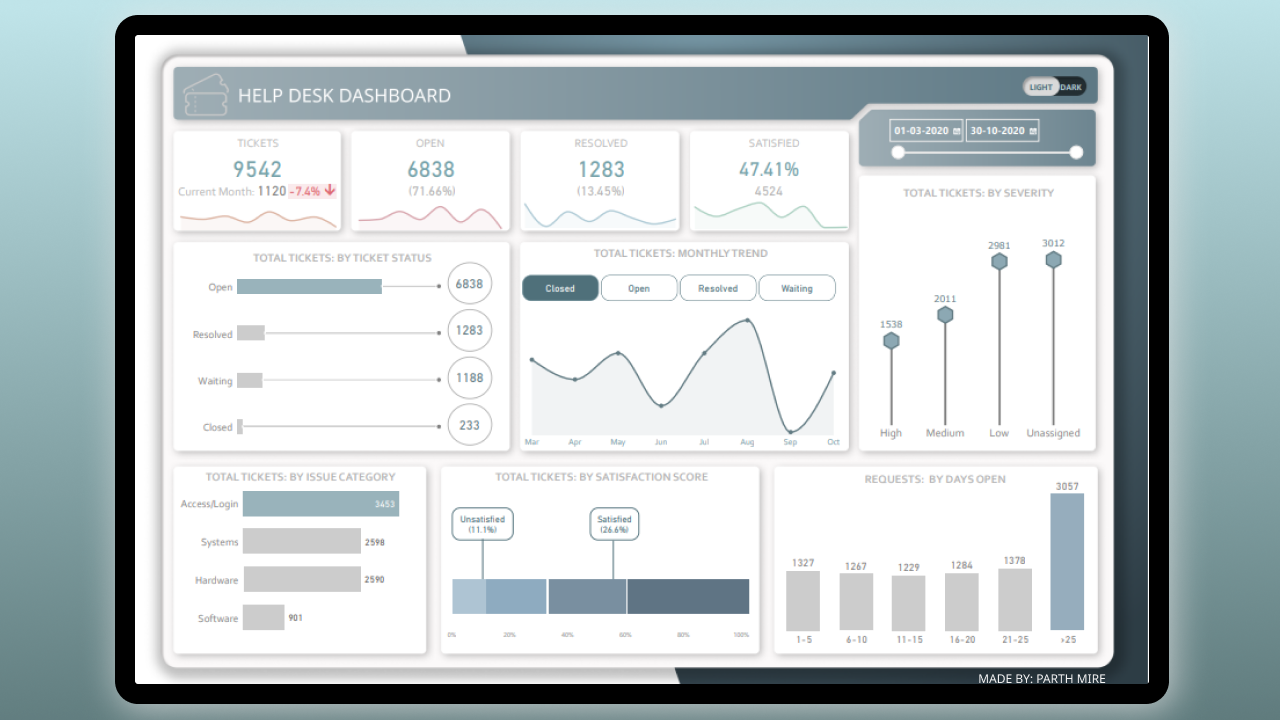 HELP DESK DASHBOARD
LIGHT DARK
01-03-2020 30-10-2020
TICKETS
9542
Current Month: 1120 -7.4%
OPEN
6838
(71.66%)
RESOLVED
1283
(13.45%)
SATISFIED
47.41%
4524
TOTAL TICKETS: BY TICKET STATUS
Open 6838
Resolved 1283
Waiting 1188
Closed 233
TOTAL TICKETS: MONTHLY TREND
Closed Open Resolved Waiting
Mar Apr May Jun Jul Aug Sep Oct
TOTAL TICKETS: BY SEVERITY
1538 2011 2981 3012
High Medium Low Unassigned
TOTAL TICKETS: BY ISSUE CATEGORY
Access/Login 3453
Systems 2598
Hardware 2590
Software 901
TOTAL TICKETS: BY SATISFACTION SCORE
Unsatisfied
(11.1%)
Satisfied
(26.6%)
0% 20% 40% 60% 80% 100%
REQUESTS: BY DAYS OPEN
1327 1267 1229 1284 1378 3057
1-5 6-10 11-15 16-20 21-25 >25
MADE BY: PARTH MIRE